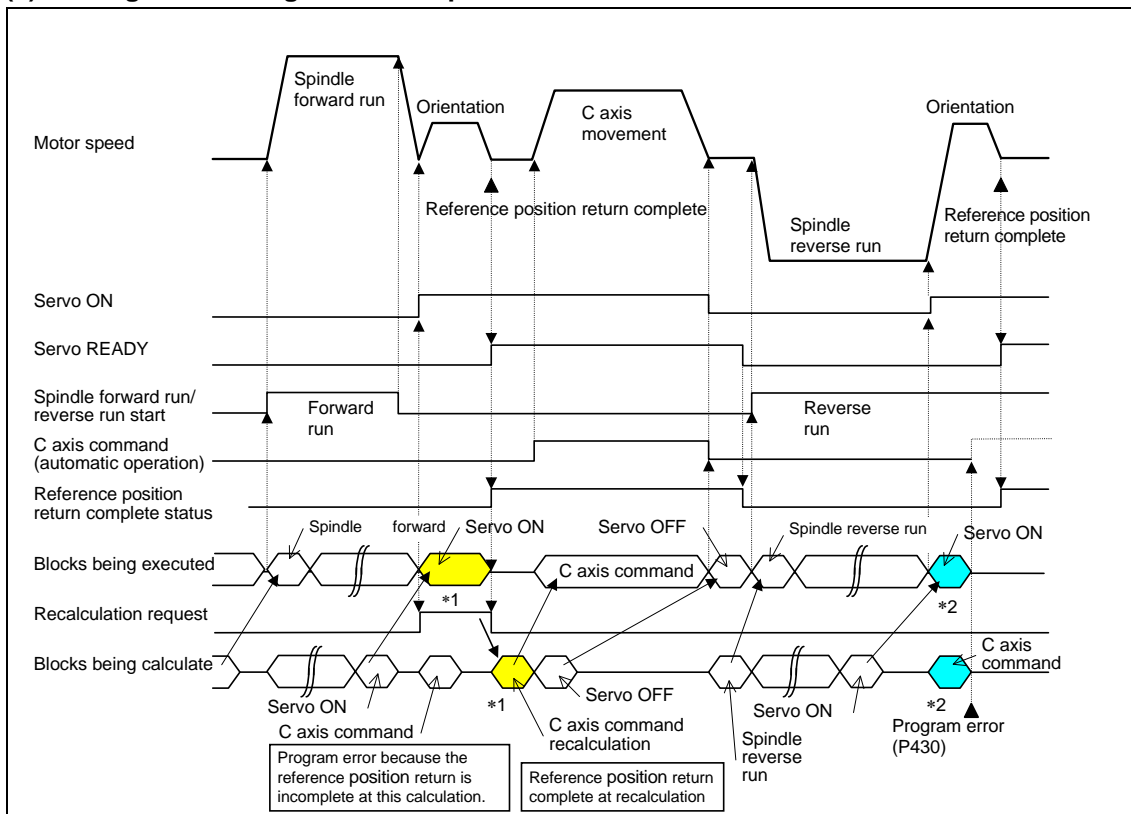 Spindle
forward run
Orientation
C axis
movement
Orientation
Motor speed
Reference position return complete
Spindle
reverse run
Reference position
return complete
Servo ON
Servo READY
Spindle forward run/
reverse run start
Forward
run
Reverse
run
C axis command
(automatic operation)
Reference position
return complete status
Spindle forward
Servo ON
Servo OFF
Spindle reverse run
Servo ON
Blocks being executed
C axis command
*1
*2
Recalculation request
Blocks being calculate
C axis
command
Servo ON
C axis command
*1
Servo OFF
C axis command
recalculation
Spindle
reverse
run
Servo ON
*2
Program error
(P430)
Program error because the
reference position return is
incomplete at this calculation.
Reference position return
complete at recalculation